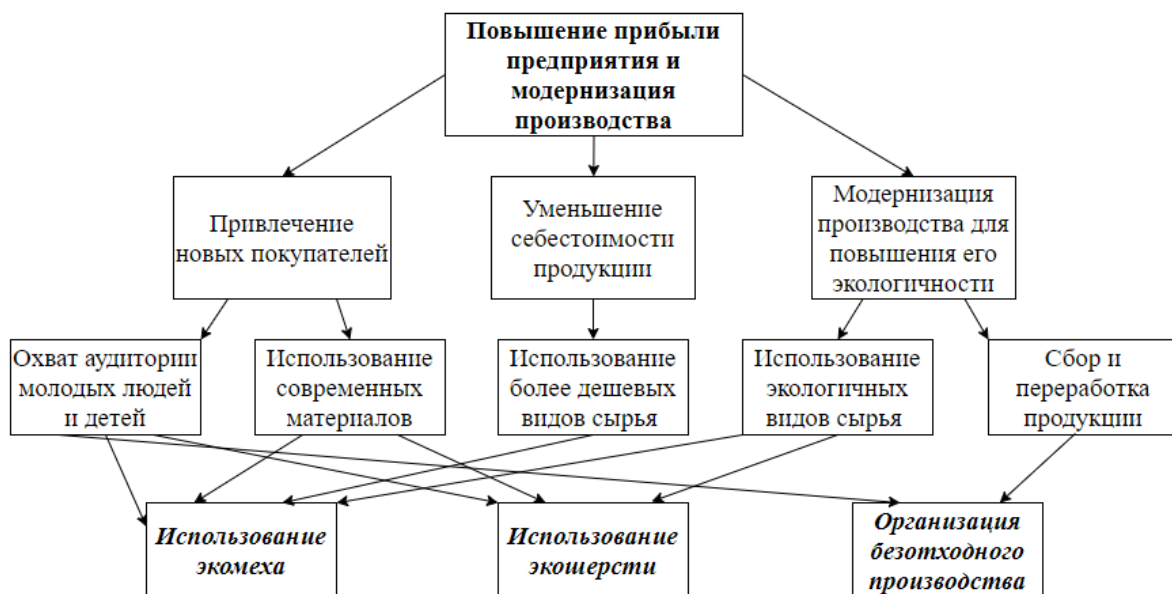 Повышение прибыли
предприятия и
модернизация
производства
Привлечение
новых покупателей
Уменьшение
себестоимости
продукции
Модернизация
производства для
повышения его
экологичности
Охват аудитории
молодых людей
и детей
Использование
современных
материалов
Использование
более дешевых
видов сырья
Использование
экологичных
видов сырья
Сбор и
переработка
продукции
Использование
экомеха
Использование
экошерсти
Организация
безотходного
производства